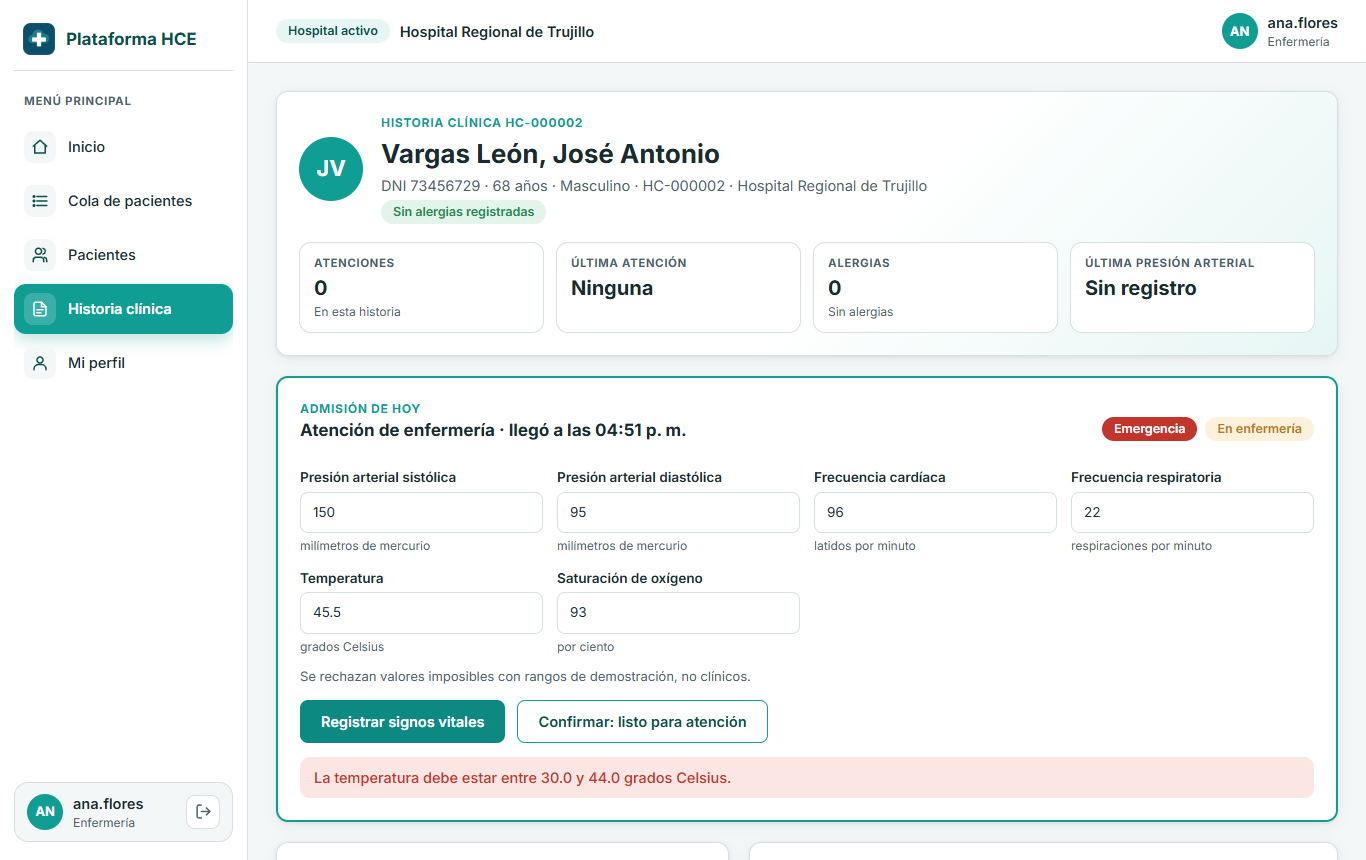 Plataforma HCE
MENÚ PRINCIPAL
Inicio
Cola de pacientes
Pacientes
Historia clínica
Mi perfil
AN
ana.flores
Enfermería
Hospital activo
Hospital Regional de Trujillo
AN
ana.flores
Enfermería
HISTORIA CLÍNICA HC-000002
JV
Vargas León, José Antonio
DNI 73456729 · 68 años · Masculino · HC-000002 · Hospital Regional de Trujillo
Sin alergias registradas
ATENCIONES
0
En esta historia
ÚLTIMA ATENCIÓN
Ninguna
ALERGIAS
0
Sin alergias
ÚLTIMA PRESIÓN ARTERIAL
Sin registro
ADMISIÓN DE HOY
Atención de enfermería · llegó a las 04:51 p. m.
Emergencia
En enfermería
Presión arterial sistólica
150
milímetros de mercurio
Presión arterial diastólica
95
milímetros de mercurio
Frecuencia cardíaca
96
latidos por minuto
Frecuencia respiratoria
22
respiraciones por minuto
Temperatura
45.5
grados Celsius
Saturación de oxígeno
93
por ciento
Se rechazan valores imposibles con rangos de demostración, no clínicos.
Registrar signos vitales
Confirmar: listo para atención
La temperatura debe estar entre 30.0 y 44.0 grados Celsius.